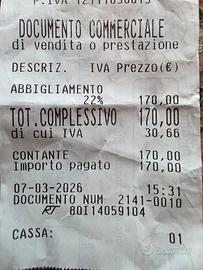 P.IVA 12117650015
DOCUMENTO COMMERCIALE
di vendita o prestazione
DESCRIZ. IVA Prezzo(€)
ABBIGLIAMENTO
22% 170,00
TOT.COMPLESSIVO 170,00
di cui IVA 30,66
CONTANTE 170,00
Importo pagato 170,00
07-03-2026 15:31
DOCUMENTO NUM 2141-0010
RT 80I14059104
CASSA: 01